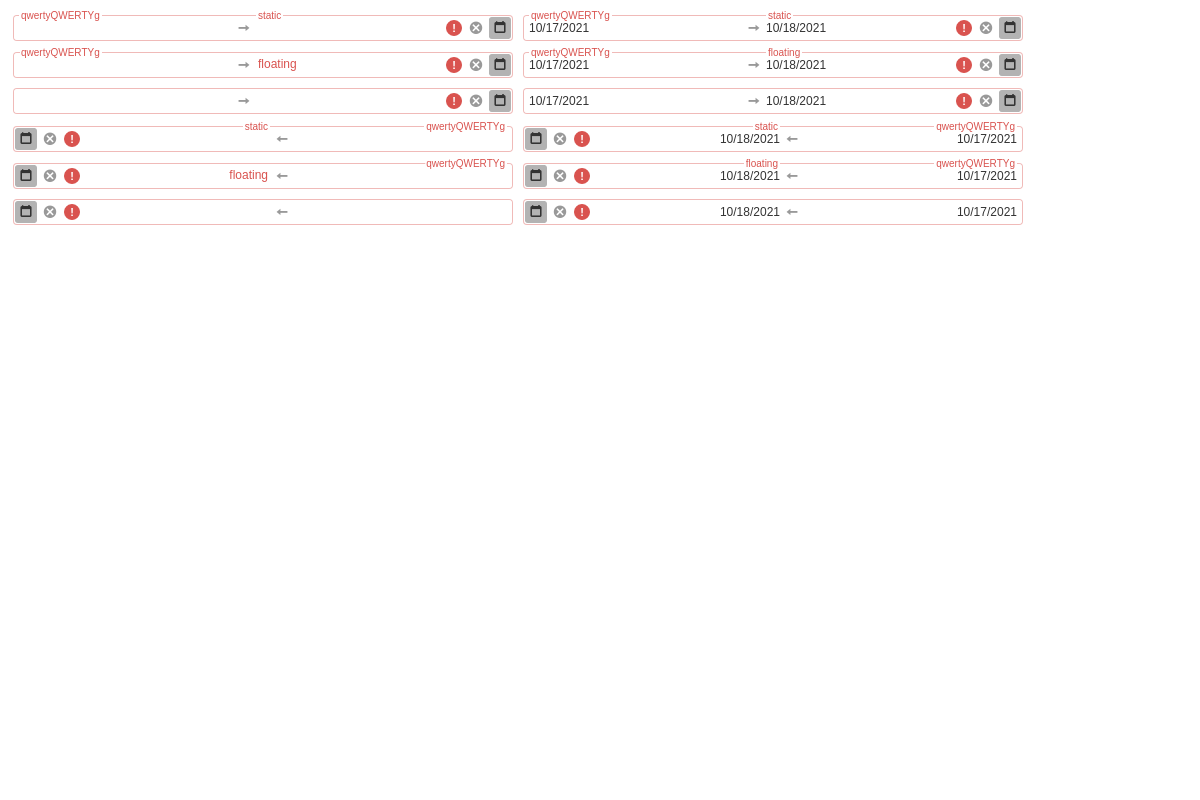 qwertyQWERTYg static qwertyQWERTYg static
10/17/2021 10/18/2021
qwertyQWERTYg qwertyQWERTYg floating
floating 10/17/2021 10/18/2021
10/17/2021 10/18/2021
static qwertyQWERTYg static qwertyQWERTYg
10/18/2021 10/17/2021
qwertyQWERTYg floating qwertyQWERTYg
floating 10/18/2021 10/17/2021
10/18/2021 10/17/2021